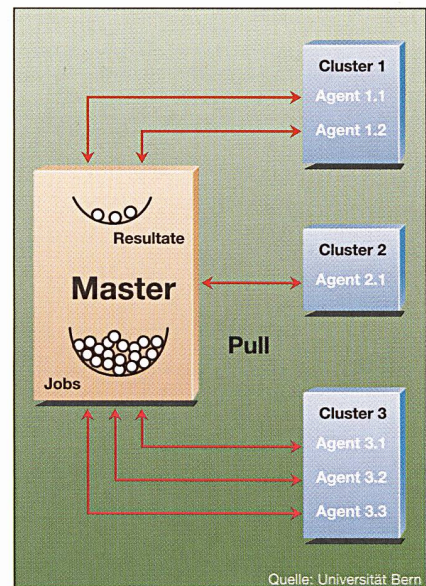 Cluster 1
Agent 1.1
Agent 1.2
Resultate
Master
Jobs
Pull
Cluster 2
Agent 2.1
Cluster 3
Agent 3.1
Agent 3.2
Agent 3.3
Quelle: Universität Bern